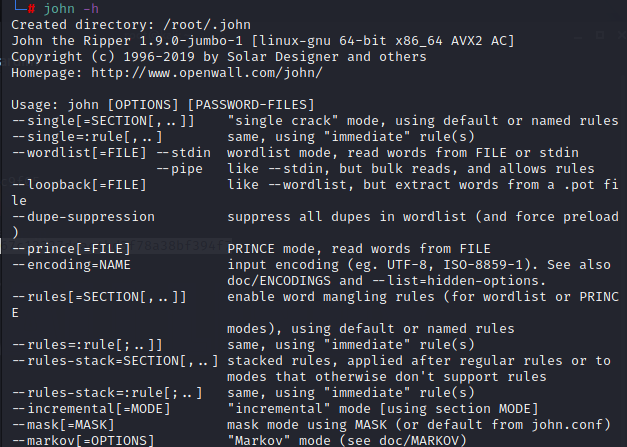 # john -h
Created directory: /root/.john
John the Ripper 1.9.0-jumbo-1 [linux-gnu 64-bit x86_64 AVX2 AC]
Copyright (c) 1996-2019 by Solar Designer and others
Homepage: http://www.openwall.com/john/

Usage: john [OPTIONS] [PASSWORD-FILES]
--single[=SECTION[,..]]    "single crack" mode, using default or named rules
--single=:rule[,..]        same, using "immediate" rule(s)
--wordlist[=FILE] --stdin  wordlist mode, read words from FILE or stdin
                  --pipe   like --stdin, but bulk reads, and allows rules
--loopback[=FILE]          like --wordlist, but extract words from a .pot fi
le
--dupe-suppression         suppress all dupes in wordlist (and force preload
)
--prince[=FILE]            PRINCE mode, read words from FILE
--encoding=NAME            input encoding (eg. UTF-8, ISO-8859-1). See also
                           doc/ENCODINGS and --list=hidden-options.
--rules[=SECTION[,..]]     enable word mangling rules (for wordlist or PRINC
E
                           modes), using default or named rules
--rules=:rule[;..]]        same, using "immediate" rule(s)
--rules-stack=SECTION[,..] stacked rules, applied after regular rules or to
                           modes that otherwise don't support rules
--rules-stack=:rule[;..]   same, using "immediate" rule(s)
--incremental[=MODE]       "incremental" mode [using section MODE]
--mask[=MASK]              mask mode using MASK (or default from john.conf)
--markov[=OPTIONS]         "Markov" mode (see doc/MARKOV)